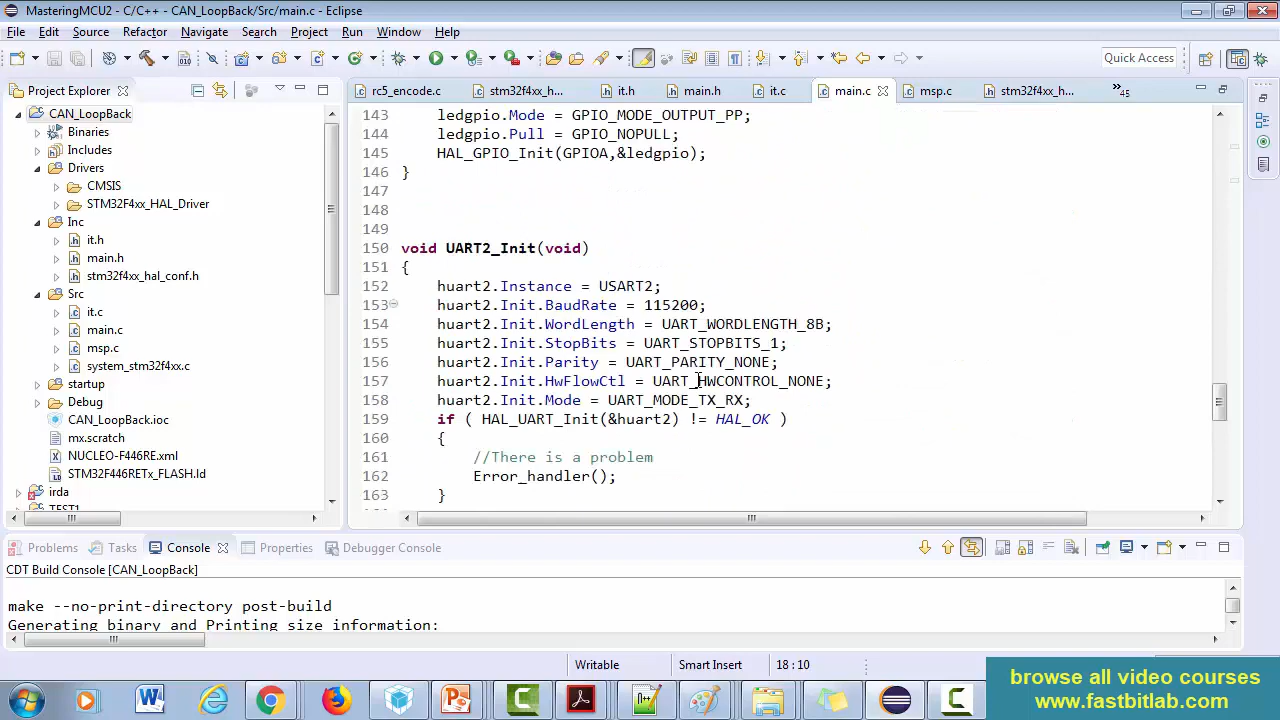 MasteringMCU2 - C/C++ - CAN_LoopBack/Src/main.c - Eclipse
File Edit Source Refactor Navigate Search Project Run Window Help
Quick Access
Project Explorer
rc5_encode.c stm32f4xx_h... it.h main.h it.c main.c msp.c stm32f4xx_h... 45
CAN_LoopBack
Binaries
Includes
Drivers
CMSIS
STM32F4xx_HAL_Driver
Inc
it.h
main.h
stm32f4xx_hal_conf.h
Src
it.c
main.c
msp.c
system_stm32f4xx.c
startup
Debug
CAN_LoopBack.ioc
mx.scratch
NUCLEO-F446RE.xml
STM32F446RETx_FLASH.ld
irda
TEST1
143 ledgpio.Mode = GPIO_MODE_OUTPUT_PP;
144 ledgpio.Pull = GPIO_NOPULL;
145 HAL_GPIO_Init(GPIOA,&ledgpio);
146 }
147
148
149
150 void UART2_Init(void)
151 {
152 huart2.Instance = USART2;
153 huart2.Init.BaudRate = 115200;
154 huart2.Init.WordLength = UART_WORDLENGTH_8B;
155 huart2.Init.StopBits = UART_STOPBITS_1;
156 huart2.Init.Parity = UART_PARITY_NONE;
157 huart2.Init.HwFlowCtl = UART_HWCONTROL_NONE;
158 huart2.Init.Mode = UART_MODE_TX_RX;
159 if ( HAL_UART_Init(&huart2) != HAL_OK )
160 {
161 //There is a problem
162 Error_handler();
163 }
Problems Tasks Console Properties Debugger Console
CDT Build Console [CAN_LoopBack]
make --no-print-directory post-build
Generating binary and Printing size information:
Writable Smart Insert 18 : 10
browse all video courses
www.fastbitlab.com